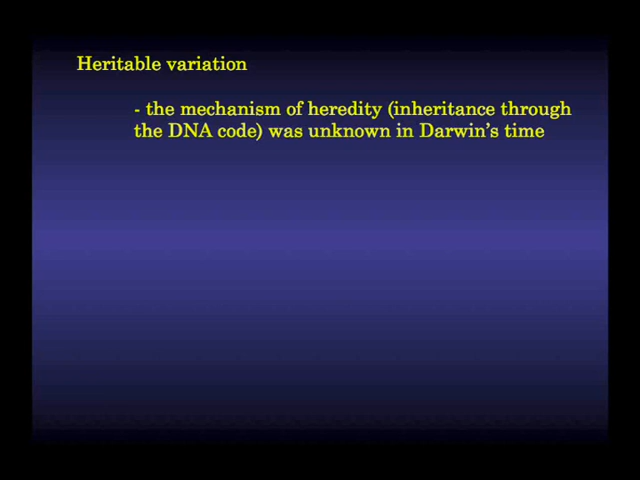 Heritable variation
- the mechanism of heredity (inheritance through
the DNA code) was unknown in Darwin's time